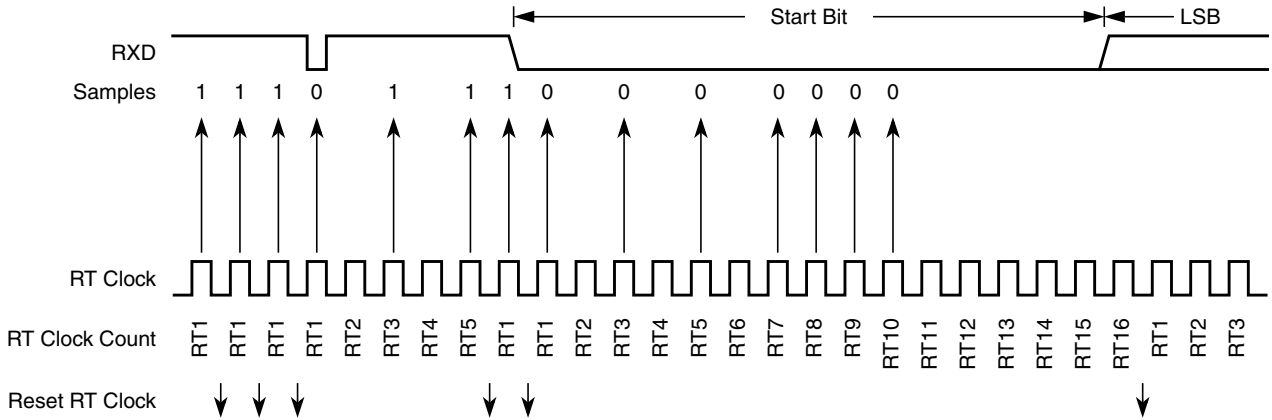 Start Bit LSB
RXD
Samples 1 1 1 0 1 1 1 0 0 0 0 0 0 0
RT Clock
RT Clock Count RT1 RT1 RT1 RT1 RT2 RT3 RT4 RT5 RT1 RT1 RT2 RT3 RT4 RT5 RT6 RT7 RT8 RT9 RT10 RT11 RT12 RT13 RT14 RT15 RT16 RT1 RT2 RT3
Reset RT Clock